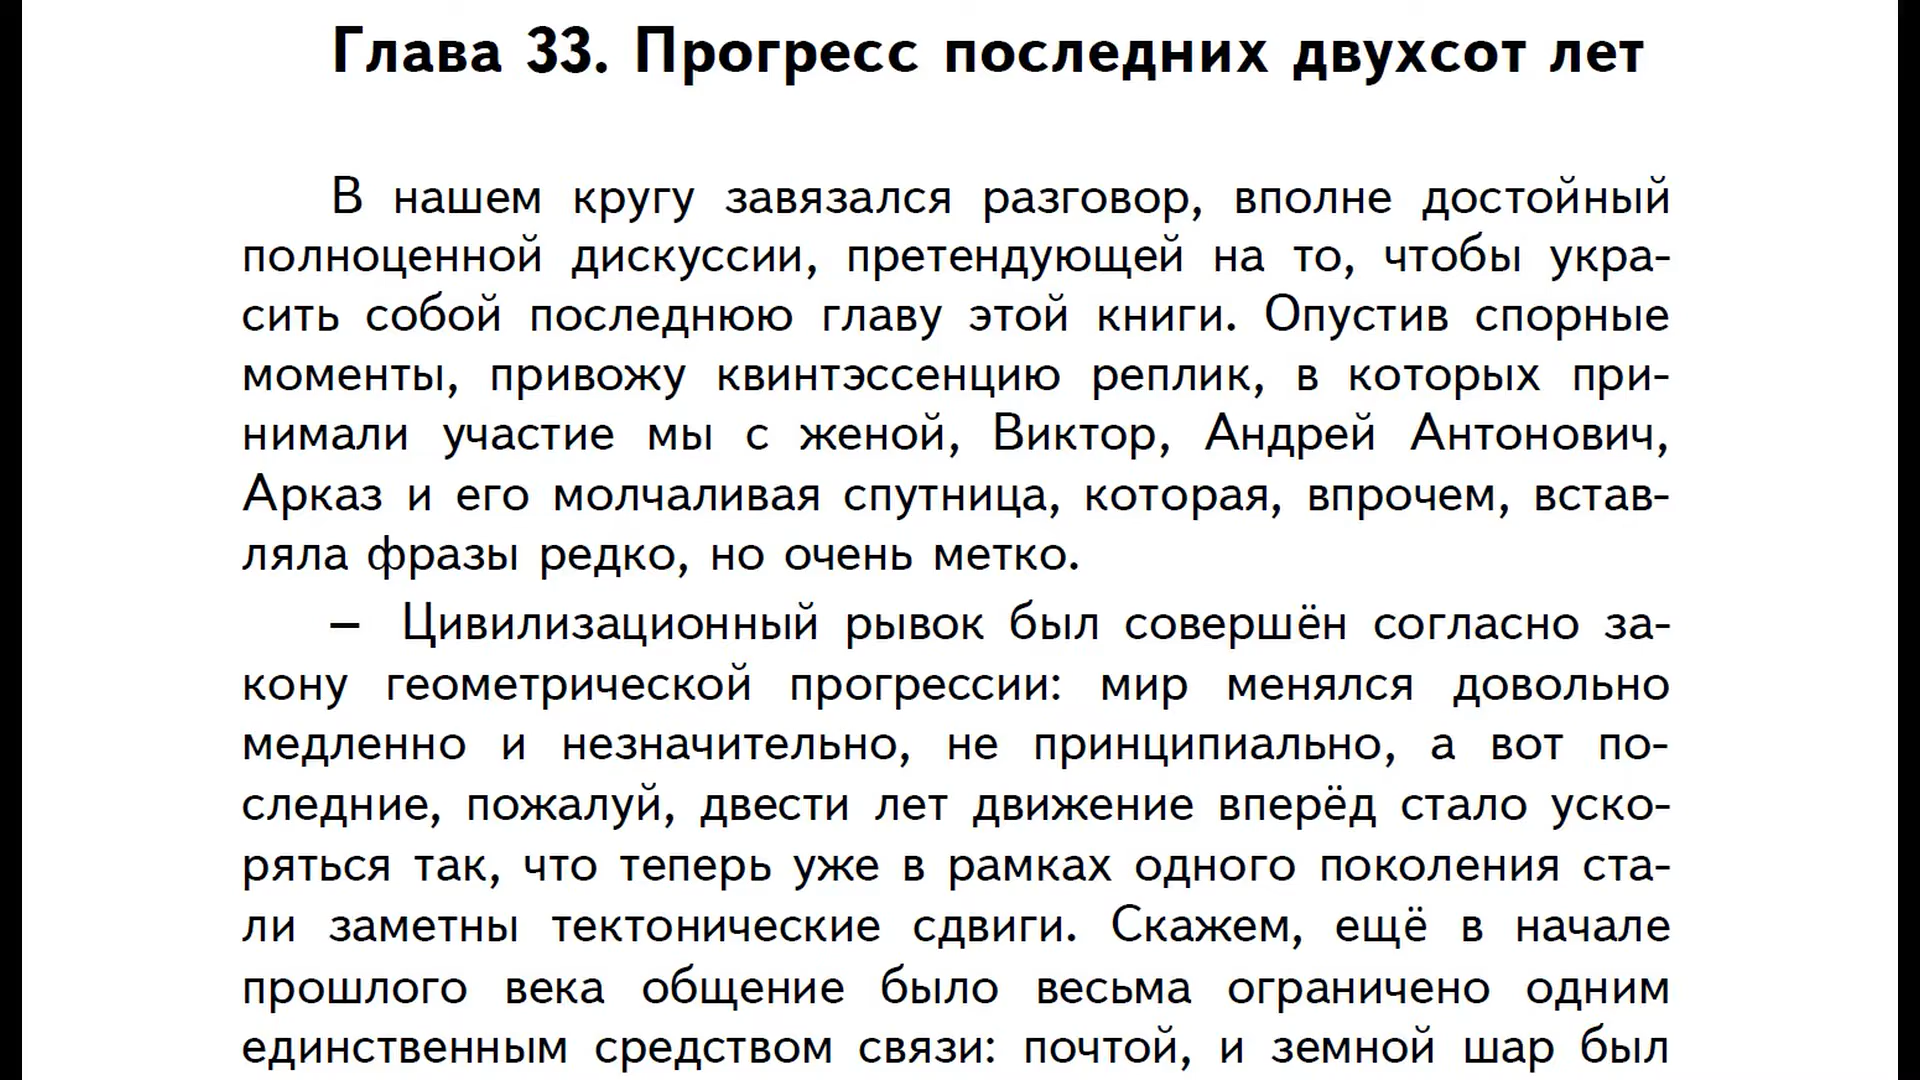 Глава 33. Прогресс последних двухсот лет
В нашем кругу завязался разговор, вполне достойный
полноценной дискуссии, претендующей на то, чтобы укра-
сить собой последнюю главу этой книги. Опустив спорные
моменты, привожу квинтэссенцию реплик, в которых при-
нимали участие мы с женой, Виктор, Андрей Антонович,
Арказ и его молчаливая спутница, которая, впрочем, встав-
ляла фразы редко, но очень метко.
– Цивилизационный рывок был совершён согласно за-
кону геометрической прогрессии: мир менялся довольно
медленно и незначительно, не принципиально, а вот по-
следние, пожалуй, двести лет движение вперёд стало уско-
ряться так, что теперь уже в рамках одного поколения ста-
ли заметны тектонические сдвиги. Скажем, ещё в начале
прошлого века общение было весьма ограничено одним
единственным средством связи: почтой, и земной шар был